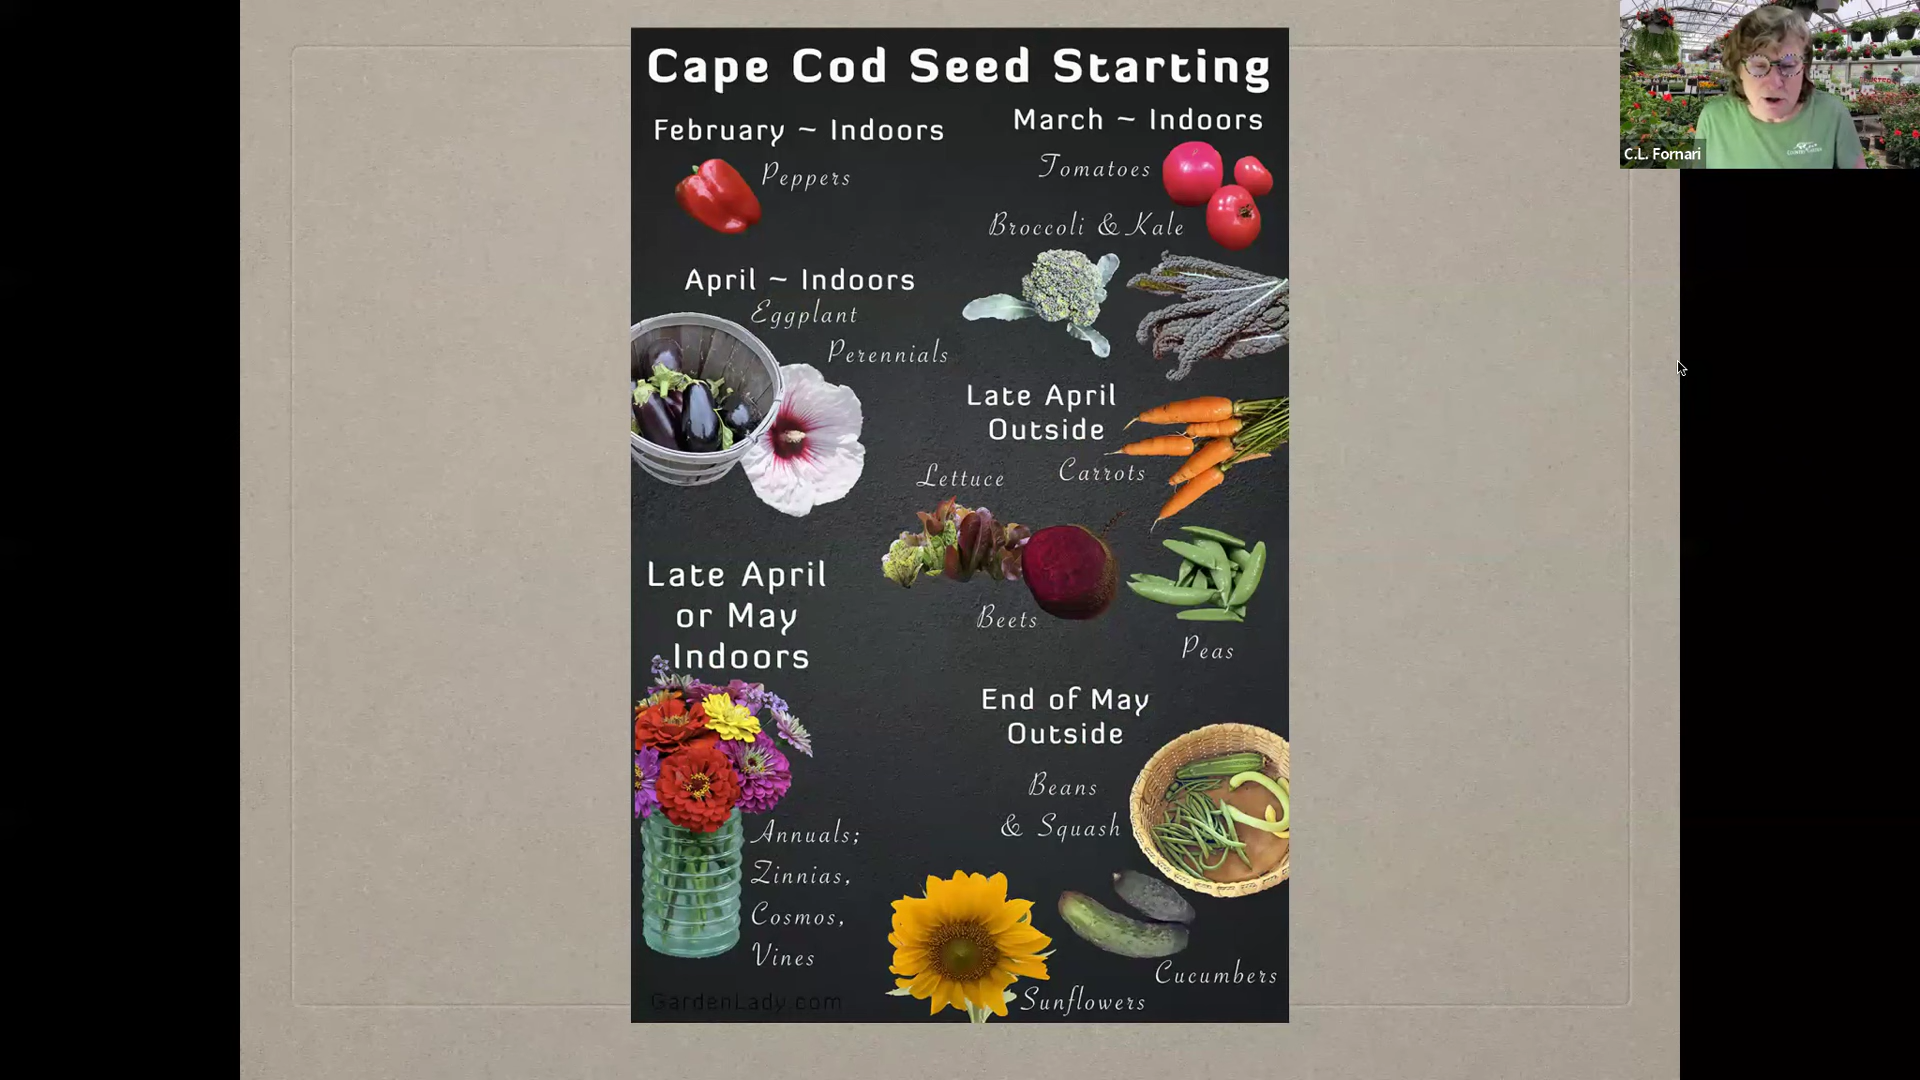 Cape Cod Seed Starting
February ~ Indoors
Peppers
March ~ Indoors
Tomatoes
Broccoli & Kale
April ~ Indoors
Eggplant
Perennials
Late April
Outside
Lettuce
Carrots
Beets
Peas
Late April
or May
Indoors
Annuals;
Zinnias,
Cosmos,
Vines
End of May
Outside
Beans
& Squash
Cucumbers
Sunflowers
GardenLady.com
C.L. Fornari